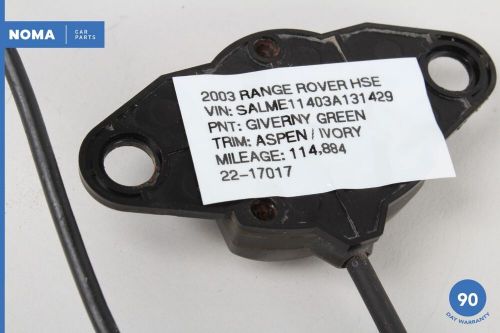 NOMA CAR PARTS
2003 RANGE ROVER HSE
VIN: SALME11403A131429
PNT: GIVERNY GREEN
TRIM: ASPEN / IVORY
MILEAGE: 114,884
22-17017
90
DAY WARRANTY